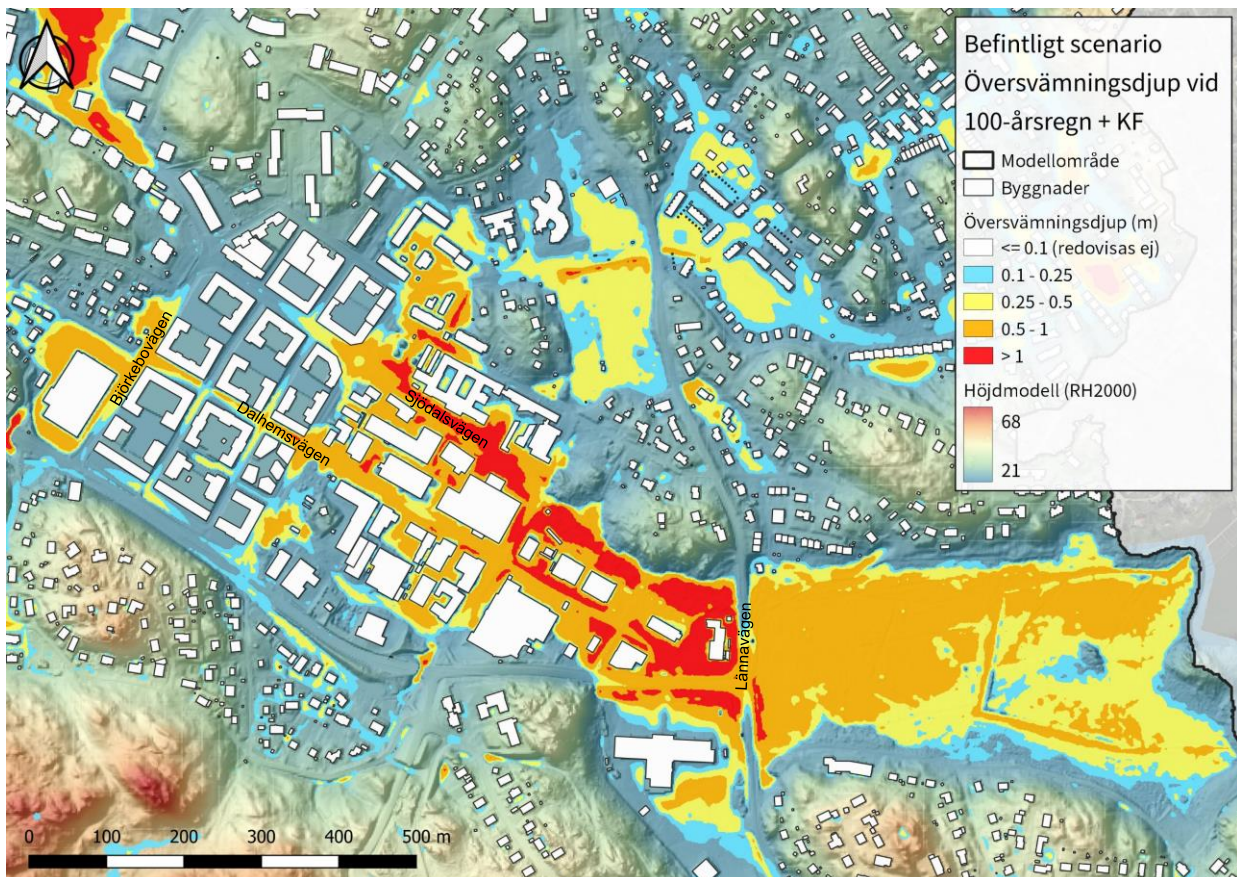 Befintligt scenario
Översvämningsdjup vid
100-årsregn + KF
Modellområde
Byggnader
Översvämningsdjup (m)
<= 0.1 (redovisas ej)
0.1 - 0.25
0.25 - 0.5
0.5 - 1
> 1
Höjdmodell (RH2000)
68
21
Björkebovägen
Dalhemsvägen
Sjödalsvägen
Lännavägen
0 100 200 300 400 500 m